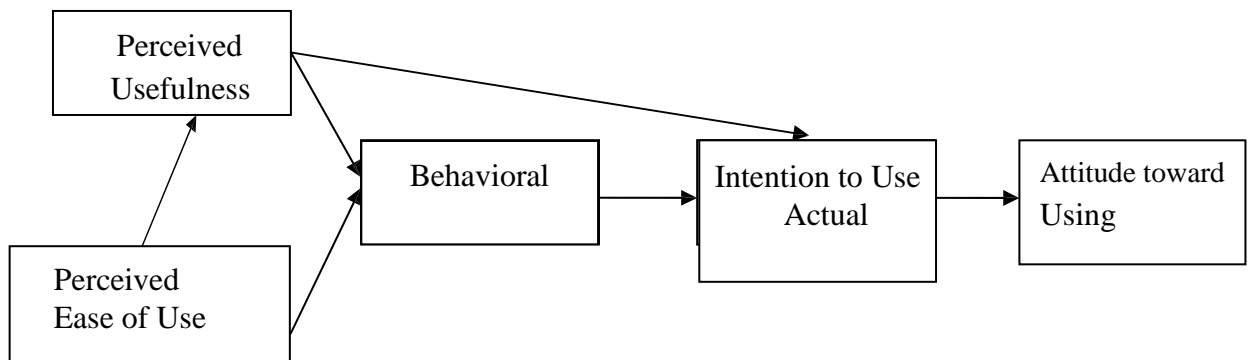 Perceived
Usefulness
Behavioral
Intention to Use
Actual
Attitude toward
Using
Perceived
Ease of Use